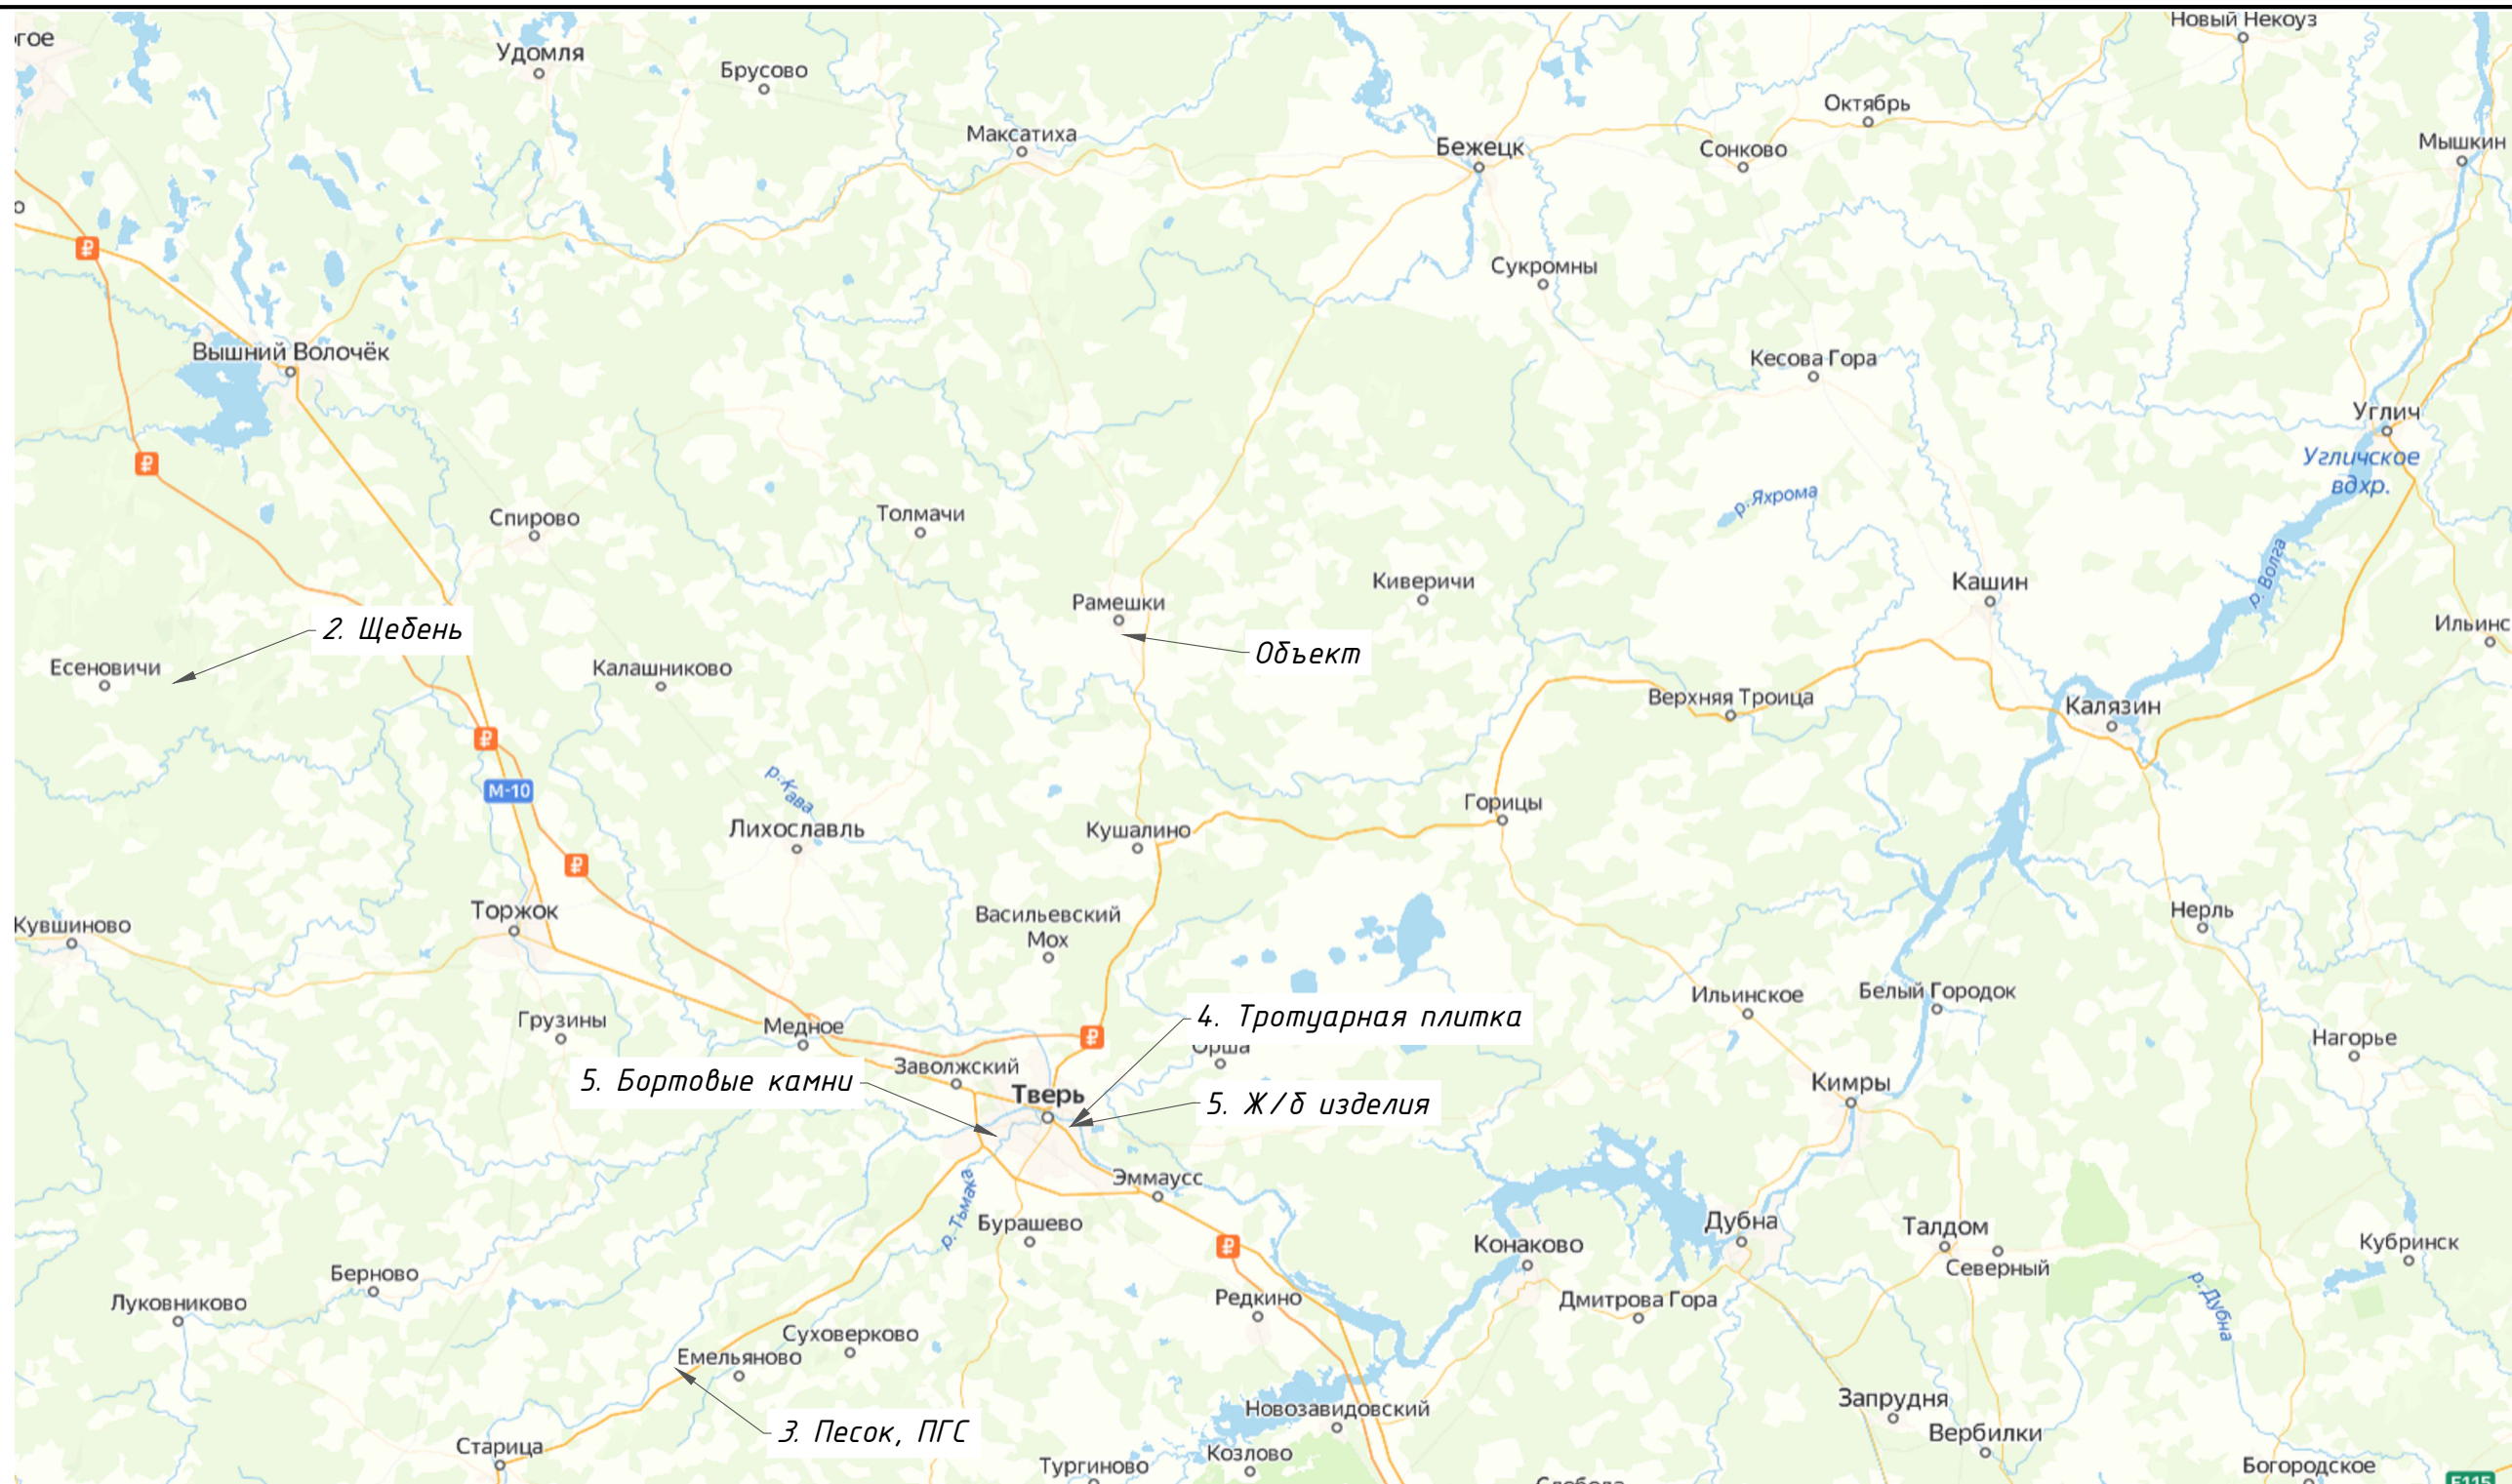 Новый Некоуз
гое
Удомля
Брусово
Октябрь
Максатиха
Бежецк
Сонково
Мышкин
о
₽
Сукромны
Вышний Волочёк
Кесова Гора
Углич
Угличское
вдхр.
₽
р. Яхрома
Спирово
Толмачи
р. Волга
Киверичи
Кашин
Рамешки
2. Щебень
Ильинс
Объект
Есеновичи
Калашниково
Верхняя Троица
Калязин
₽
р. Кава
М-10
Горицы
Лихославль
Кушалино
₽
Торжок
Васильевский
Мох
Нерль
Кувшиново
Ильинское
Белый Городок
4. Тротуарная плитка
Грузины
Медное
₽
Орша
Нагорье
Заволжский
5. Бортовые камни
Тверь
Кимры
5. Ж/б изделия
Эммаусс
р. Тьмака
Бурашево
Дубна
Талдом
₽
Конаково
Кубринск
Северный
Берново
Луковниково
Редкино
Дмитрова Гора
р. Дубна
Суховерково
Емельяново
Запрудня
Новозавидовский
3. Песок, ПГС
Вербилки
Старица
Козлово
Тургиново
Богородское
Е115